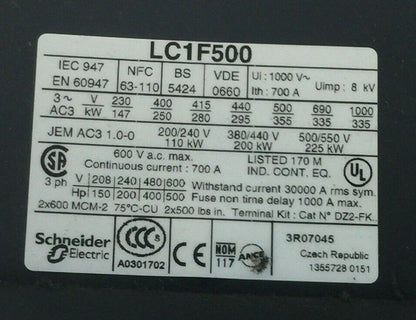 LC1F500
IEC 947 NFC BS VDE Ui : 1000 V~
EN 60947 63-110 5424 0660 Ith : 700 A Uimp : 8 kV
3~ V 230 400 415 440 500 690 1000
AC3 kW 147 250 280 295 355 335 335
JEM AC3 1.0-0 200/240 V 380/440 V 500/550 V
110 kW 200 kW 225 kW
SA 600 V a.c. max. LISTED 170 M UL
Continuous current : 700 A IND. CONT. EQ.
3 ph V 208 240 480 600 Withstand current 30000 A rms sym.
Hp 150 200 400 500 Fuse non time delay 1000 A max.
2x600 MCM-2 75°C-CU 2x500 lbs in. Terminal Kit : Cat N° DZ2-FK..
Schneider Electric
CCC S
A0301702
CE
NOM
117
ANCE
3R07045
Czech Republic
1355728 0151